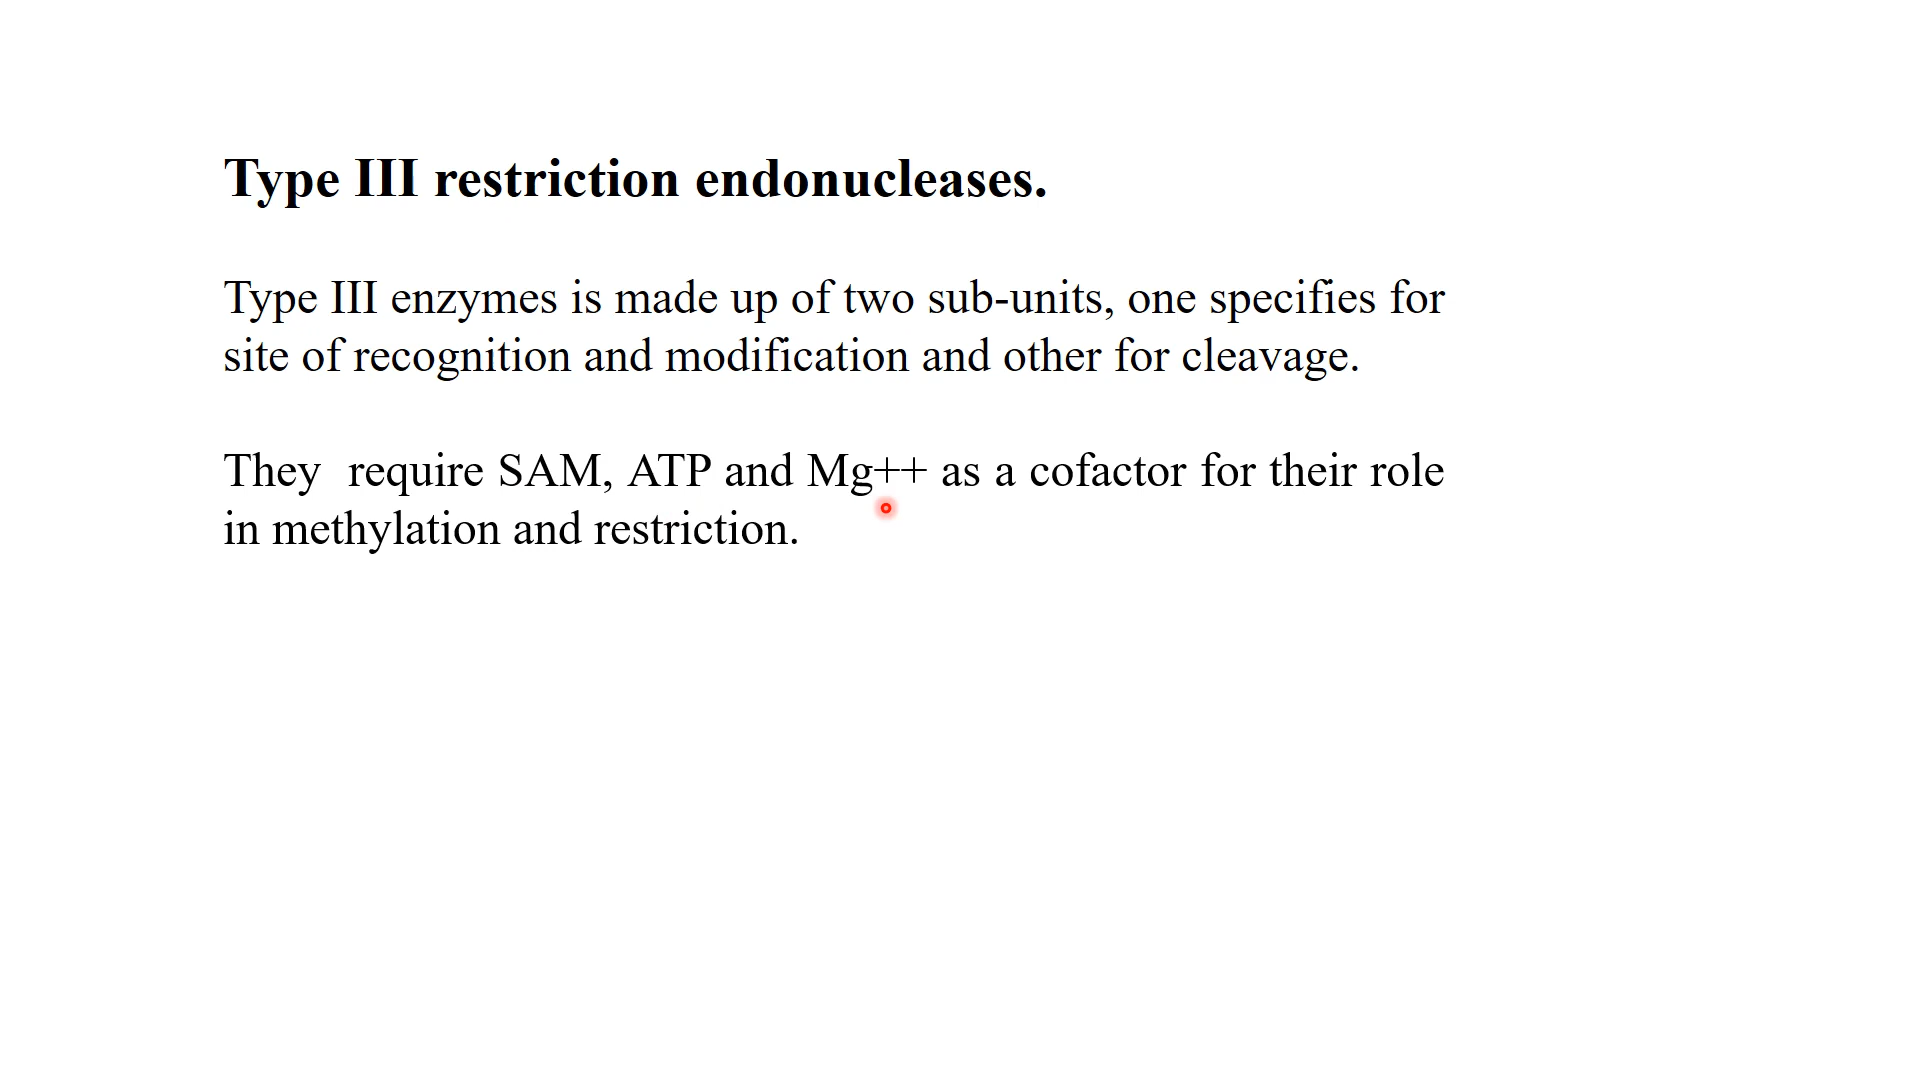 Type III restriction endonucleases.
Type III enzymes is made up of two sub-units, one specifies for
site of recognition and modification and other for cleavage.
They  require SAM, ATP and Mg++ as a cofactor for their role
in methylation and restriction.